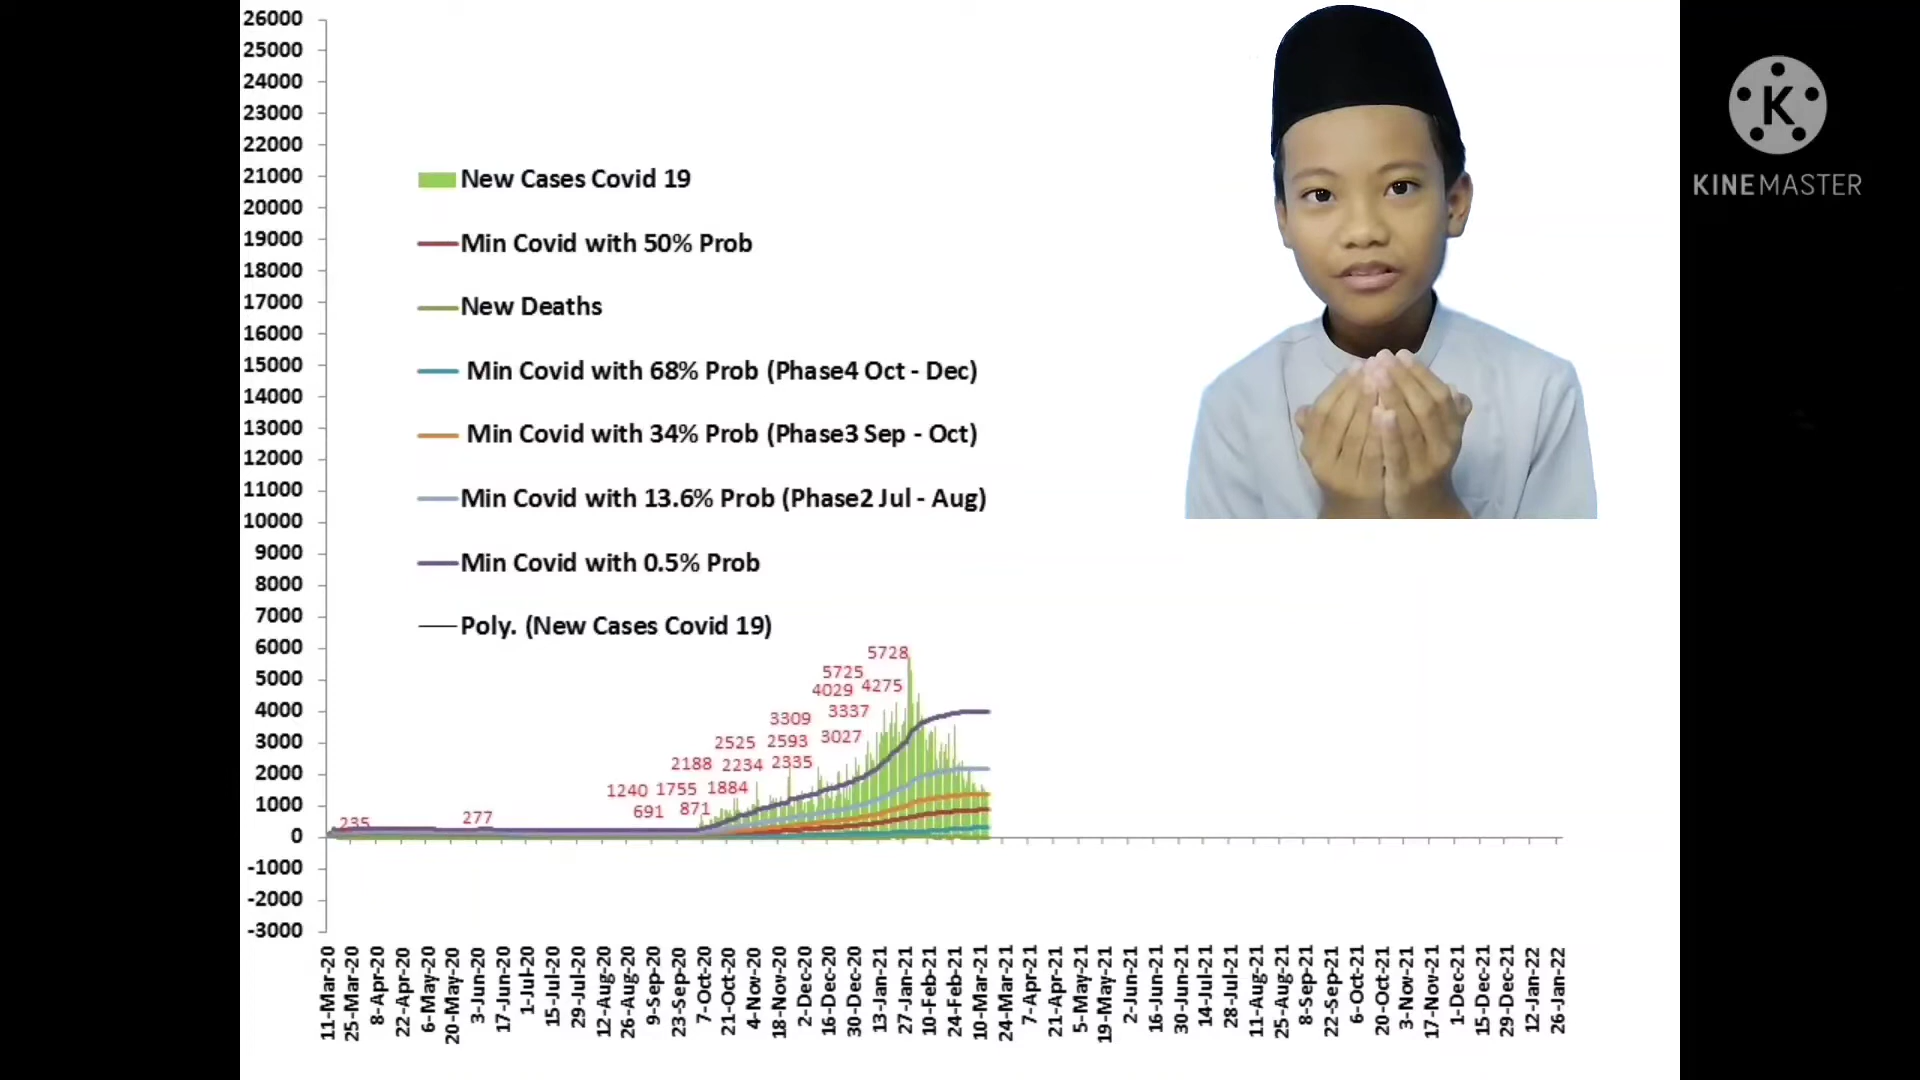 26000
25000
24000
23000
22000
21000
20000
19000
18000
17000
16000
15000
14000
13000
12000
11000
10000
9000
8000
7000
6000
5000
4000
3000
2000
1000
0
-1000
-2000
-3000
New Cases Covid 19
Min Covid with 50% Prob
New Deaths
Min Covid with 68% Prob (Phase4 Oct - Dec)
Min Covid with 34% Prob (Phase3 Sep - Oct)
Min Covid with 13.6% Prob (Phase2 Jul - Aug)
Min Covid with 0.5% Prob
Poly. (New Cases Covid 19)
5728
5725
4029 4275
3309 3337
2525 2593 3027
2188 2234 2335
1240 1755 1884
691 871
235
277
11-Mar-20
25-Mar-20
8-Apr-20
22-Apr-20
6-May-20
20-May-20
3-Jun-20
17-Jun-20
1-Jul-20
15-Jul-20
29-Jul-20
12-Aug-20
26-Aug-20
9-Sep-20
23-Sep-20
7-Oct-20
21-Oct-20
4-Nov-20
18-Nov-20
2-Dec-20
16-Dec-20
30-Dec-20
13-Jan-21
27-Jan-21
10-Feb-21
24-Feb-21
10-Mar-21
24-Mar-21
7-Apr-21
21-Apr-21
5-May-21
19-May-21
2-Jun-21
16-Jun-21
30-Jun-21
14-Jul-21
28-Jul-21
11-Aug-21
25-Aug-21
8-Sep-21
22-Sep-21
6-Oct-21
20-Oct-21
3-Nov-21
17-Nov-21
1-Dec-21
15-Dec-21
29-Dec-21
12-Jan-22
26-Jan-22
K
KINEMASTER